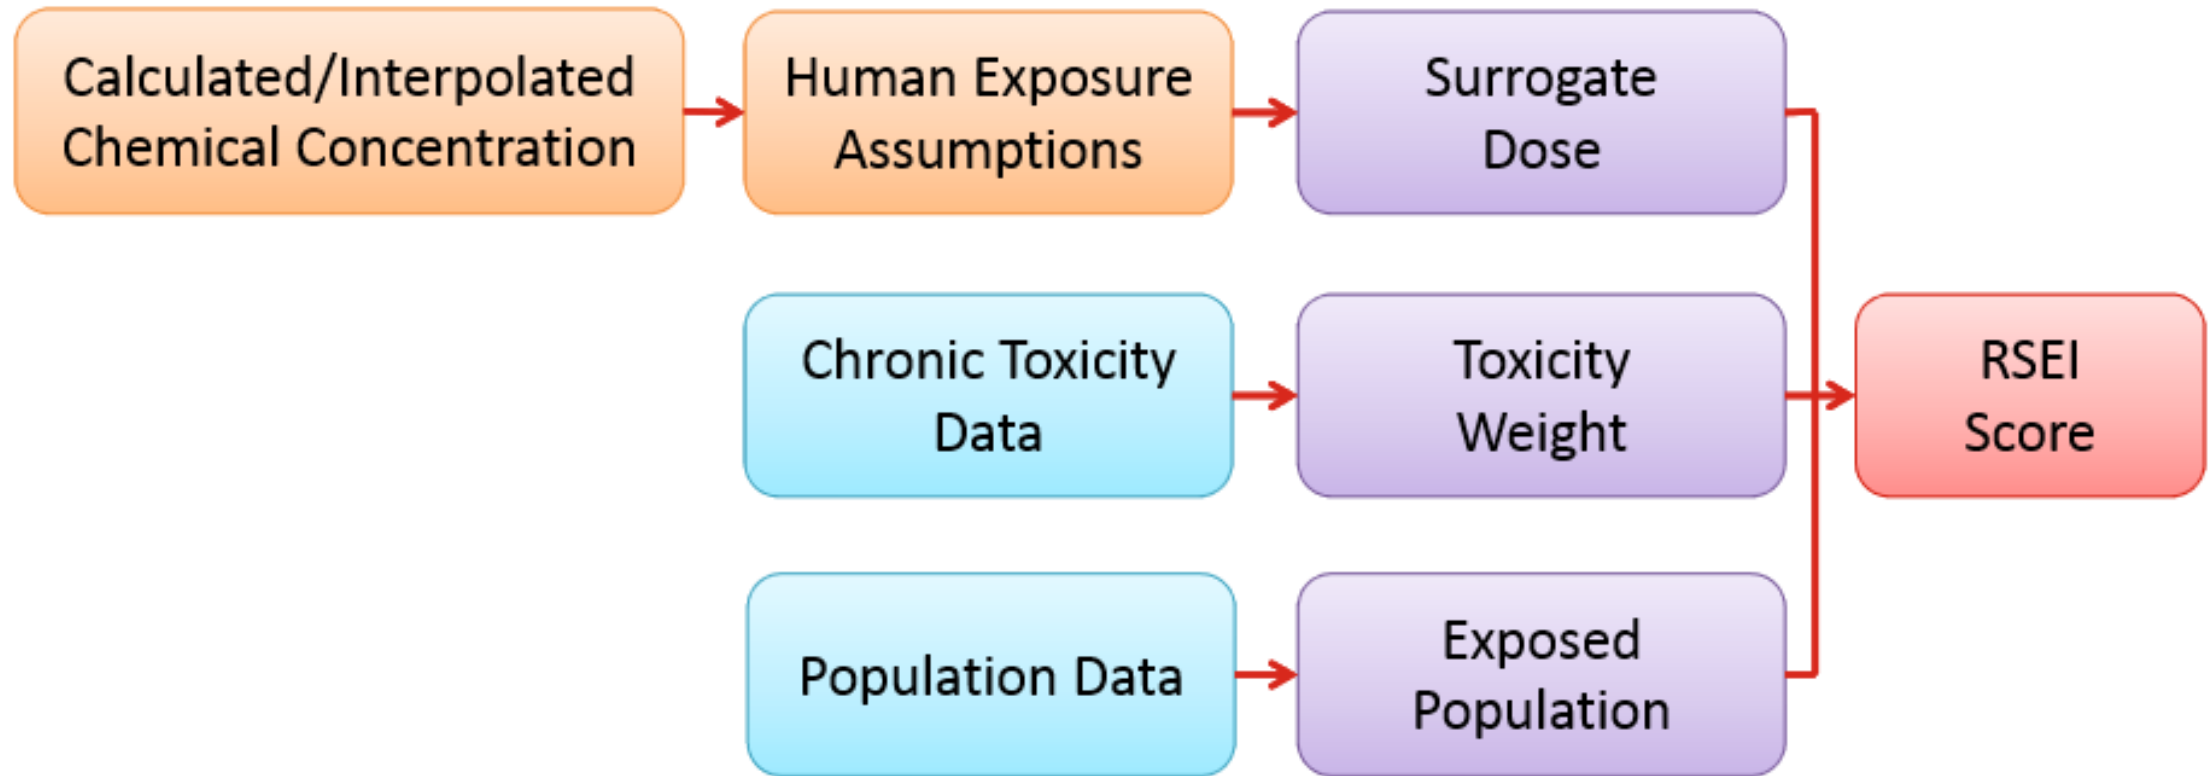 Calculated/Interpolated
Chemical Concentration
Human Exposure
Assumptions
Surrogate
Dose
Chronic Toxicity
Data
Toxicity
Weight
RSEI
Score
Population Data
Exposed
Population